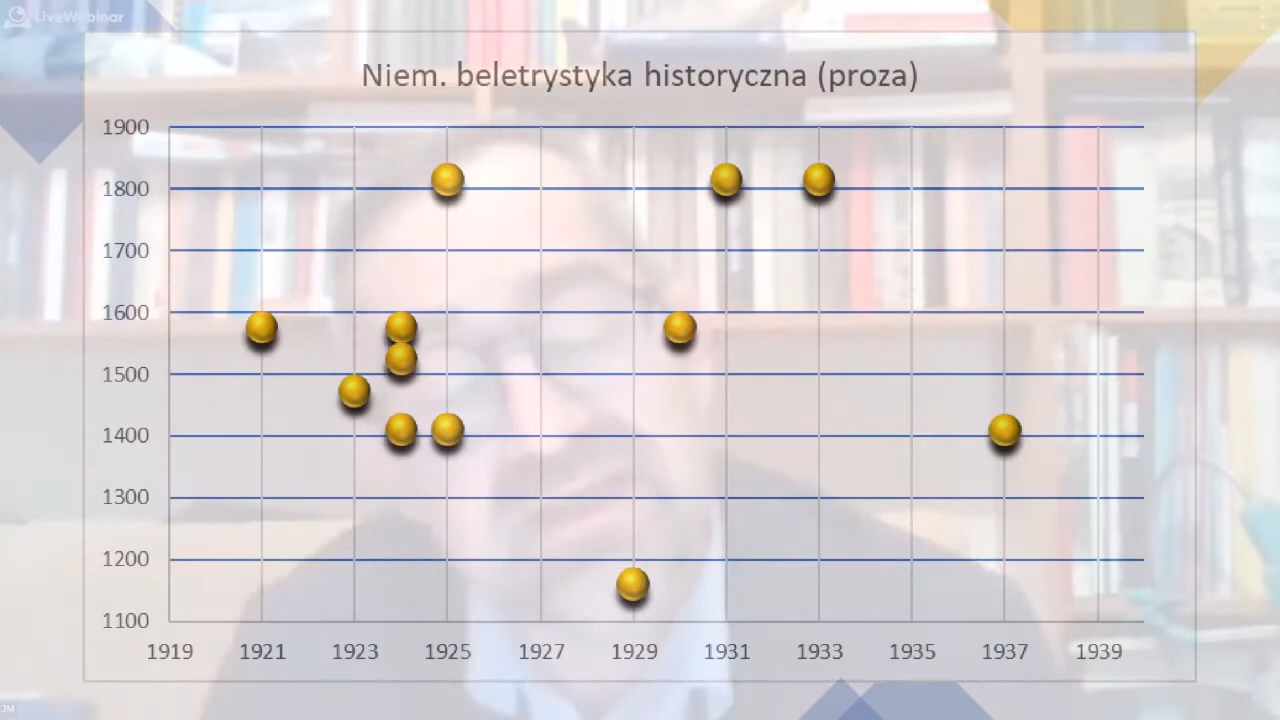 LiveWebinar
Niem. beletrystyka historyczna (proza)
1900
1800
1700
1600
1500
1400
1300
1200
1100
1919 1921 1923 1925 1927 1929 1931 1933 1935 1937 1939
JM